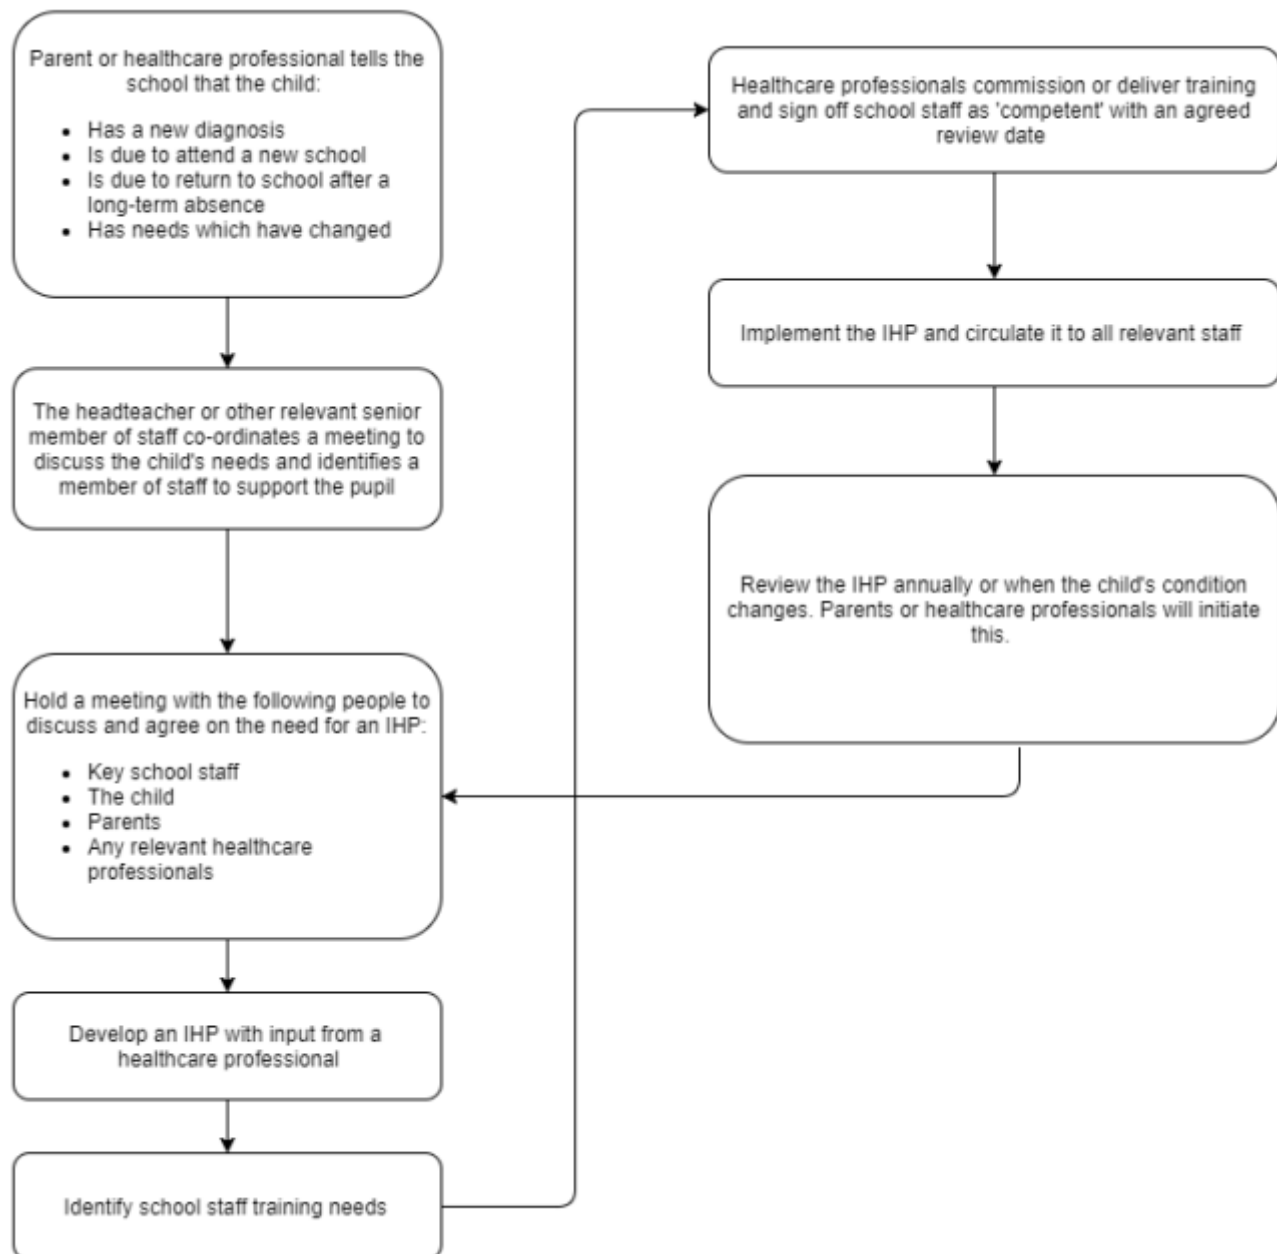 Parent or healthcare professional tells the
school that the child:
• Has a new diagnosis
• Is due to attend a new school
• Is due to return to school after a
long-term absence
• Has needs which have changed
The headteacher or other relevant senior
member of staff co-ordinates a meeting to
discuss the child's needs and identifies a
member of staff to support the pupil
Hold a meeting with the following people to
discuss and agree on the need for an IHP:
• Key school staff
• The child
• Parents
• Any relevant healthcare
professionals
Develop an IHP with input from a
healthcare professional
Identify school staff training needs
Healthcare professionals commission or deliver training
and sign off school staff as 'competent' with an agreed
review date
Implement the IHP and circulate it to all relevant staff
Review the IHP annually or when the child's condition
changes. Parents or healthcare professionals will initiate
this.